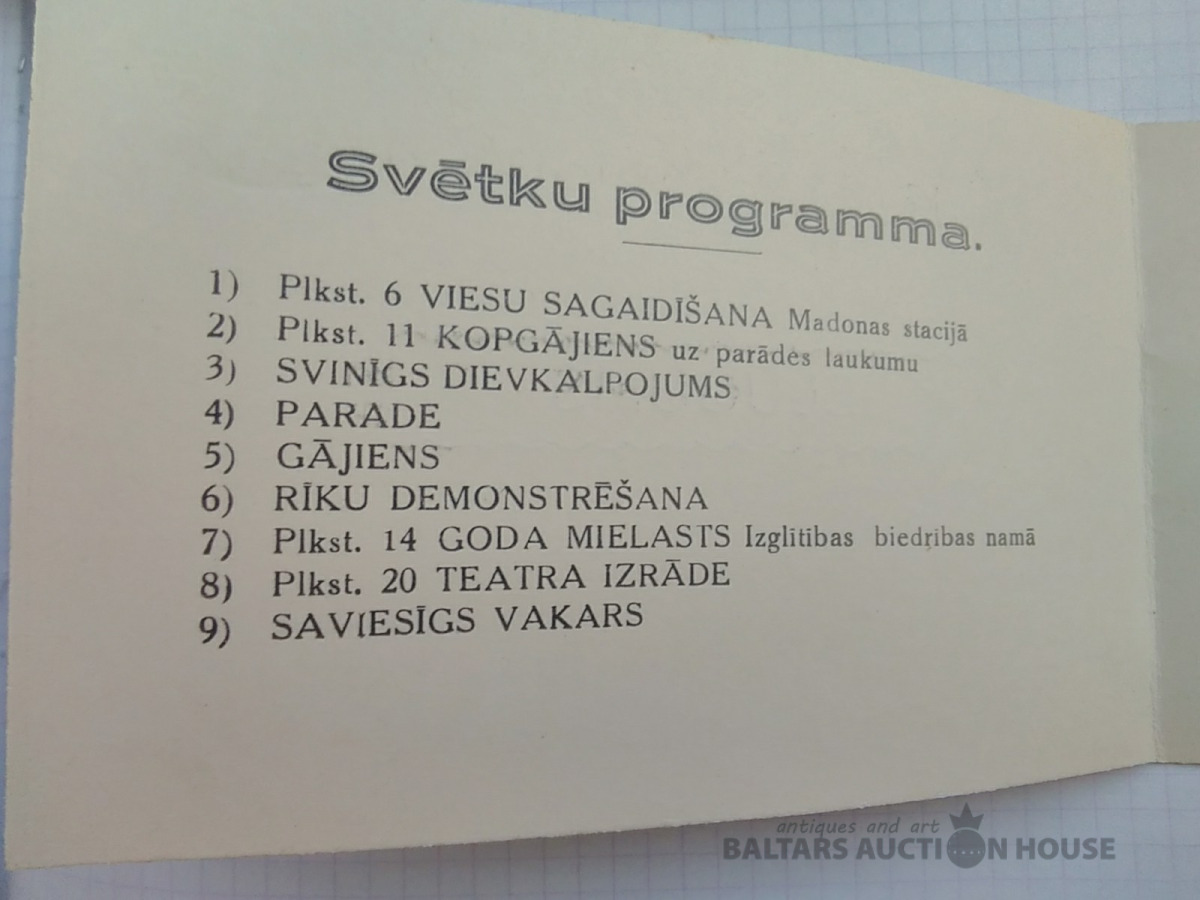 Svētku programma.
1) Plkst. 6 VIESU SAGAIDĪŠANA Madonas stacijā
2) Plkst. 11 KOPGĀJIENS uz parādes laukumu
3) SVINĪGS DIEVKALPOJUMS
4) PARADE
5) GĀJIENS
6) RĪKU DEMONSTRĒŠANA
7) Plkst. 14 GODA MIELASTS Izglītības biedŗības namā
8) Plkst. 20 TEATRA IZRĀDE
9) SAVIESĪGS VAKARS
antiques and art
BALTARS AUCTION HOUSE